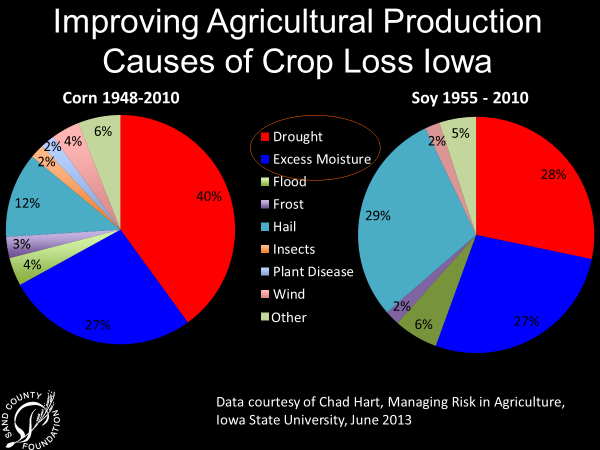 Improving Agricultural Production
Causes of Crop Loss Iowa
Corn 1948-2010
6%
4%
2%
2%
12%
3%
4%
27%
40%
Drought
Excess Moisture
Flood
Frost
Hail
Insects
Plant Disease
Wind
Other
Soy 1955 - 2010
5%
2%
28%
29%
2%
6%
27%
Data courtesy of Chad Hart, Managing Risk in Agriculture,
Iowa State University, June 2013
SAND COUNTY
FOUNDATION